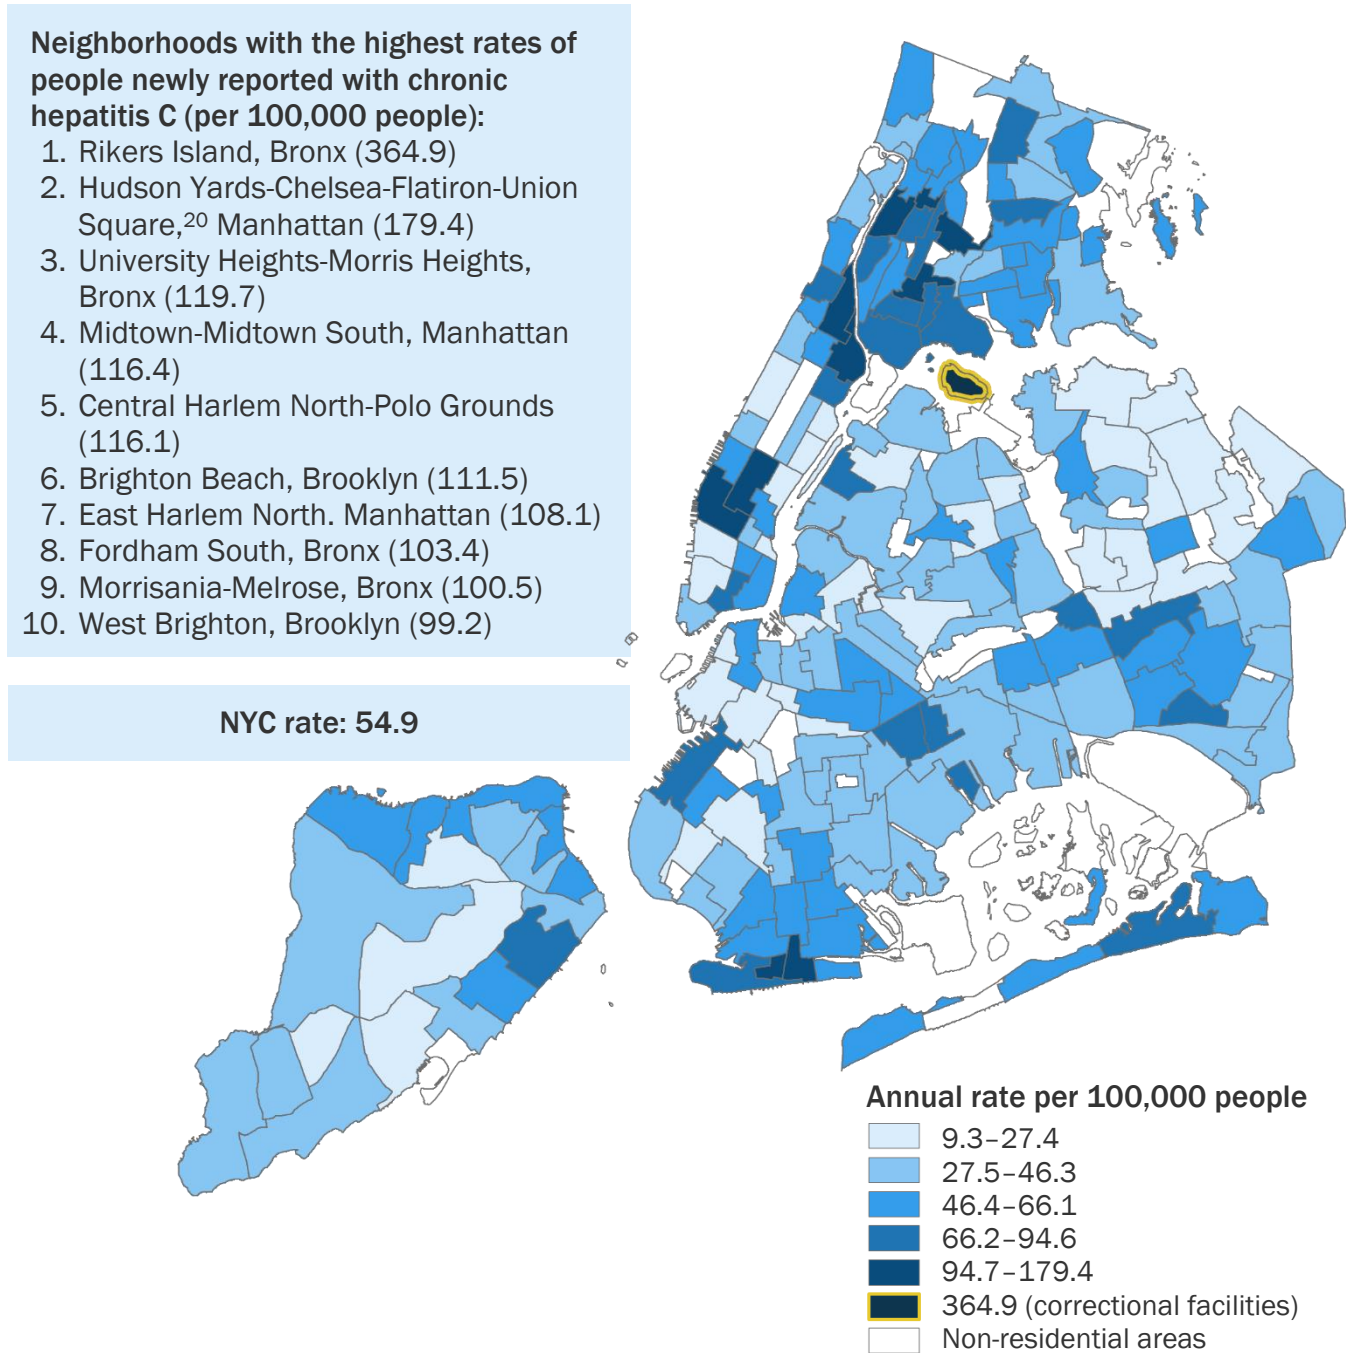 Neighborhoods with the highest rates of
people newly reported with chronic
hepatitis C (per 100,000 people):
1. Rikers Island, Bronx (364.9)
2. Hudson Yards-Chelsea-Flatiron-Union
Square,²⁰ Manhattan (179.4)
3. University Heights-Morris Heights,
Bronx (119.7)
4. Midtown-Midtown South, Manhattan
(116.4)
5. Central Harlem North-Polo Grounds
(116.1)
6. Brighton Beach, Brooklyn (111.5)
7. East Harlem North. Manhattan (108.1)
8. Fordham South, Bronx (103.4)
9. Morrisania-Melrose, Bronx (100.5)
10. West Brighton, Brooklyn (99.2)
NYC rate: 54.9
Annual rate per 100,000 people
9.3–27.4
27.5–46.3
46.4–66.1
66.2–94.6
94.7–179.4
364.9 (correctional facilities)
Non-residential areas